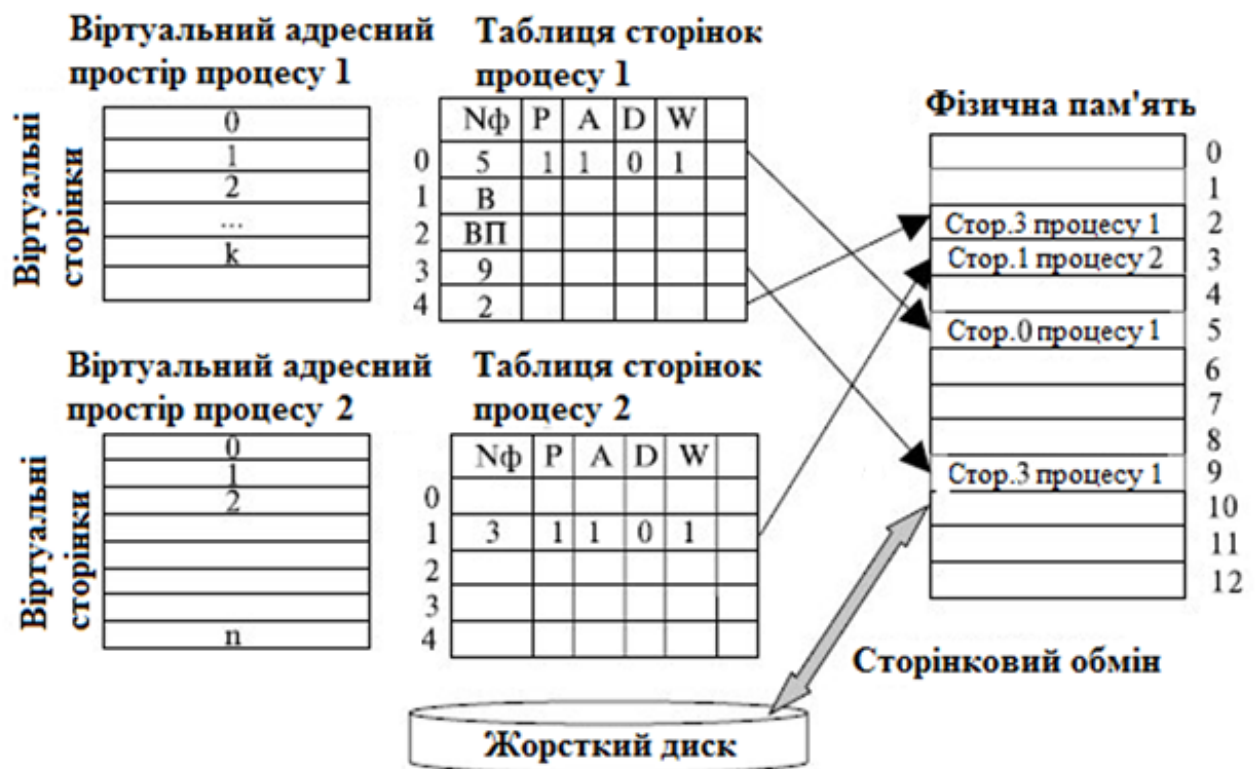 Віртуальний адресний
простір процесу 1
Таблиця сторінок
процесу 1
Віртуальні
сторінки
0
1
2
...
k
Nф P A D W
0 5 1 1 0 1
1 В
2 ВП
3 9
4 2
Фізична пам'ять
0
1
Стор.3 процесу 1 2
Стор.1 процесу 2 3
4
Стор.0 процесу 1 5
6
7
8
Стор.3 процесу 1 9
10
11
12
Віртуальний адресний
простір процесу 2
Таблиця сторінок
процесу 2
Віртуальні
сторінки
0
1
2
n
Nф P A D W
0
1 3 1 1 0 1
2
3
4
Сторінковий обмін
Жорсткий диск